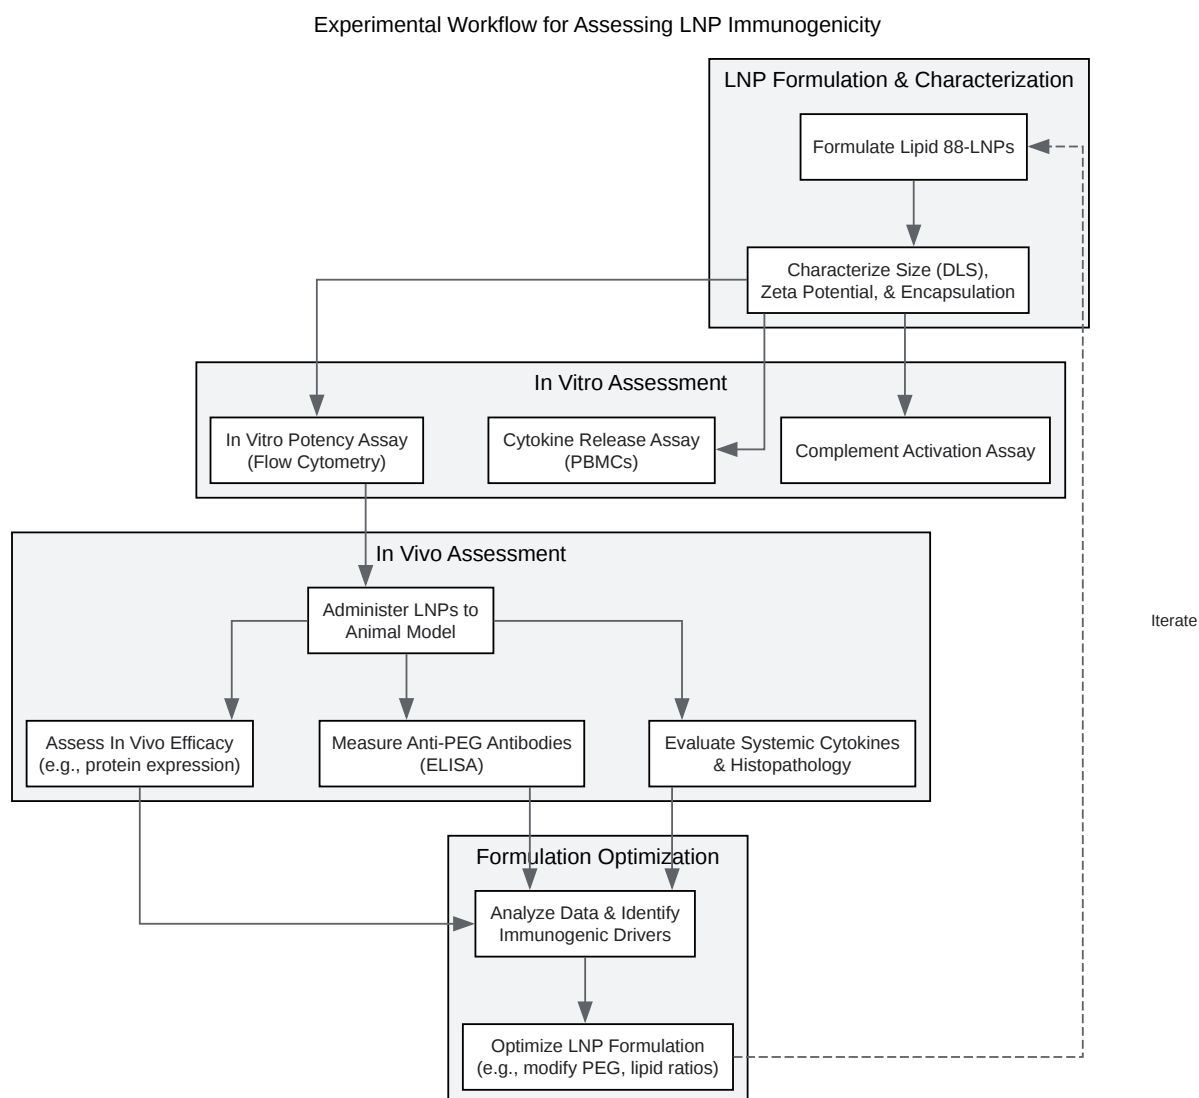 Experimental Workflow for Assessing LNP Immunogenicity
LNP Formulation & Characterization
Formulate Lipid 88-LNPs
Characterize Size (DLS),
Zeta Potential, & Encapsulation
In Vitro Assessment
In Vitro Potency Assay
(Flow Cytometry)
Cytokine Release Assay
(PBMCs)
Complement Activation Assay
In Vivo Assessment
Administer LNPs to
Animal Model
Iterate
Assess In Vivo Efficacy
(e.g., protein expression)
Measure Anti-PEG Antibodies
(ELISA)
Evaluate Systemic Cytokines
& Histopathology
Formulation Optimization
Analyze Data & Identify
Immunogenic Drivers
Optimize LNP Formulation
(e.g., modify PEG, lipid ratios)